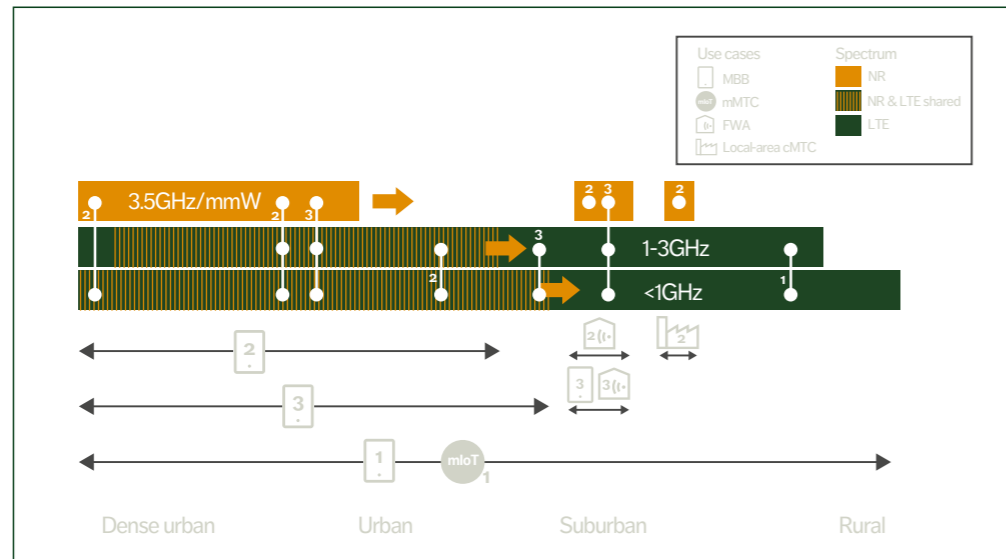 Use cases
Spectrum
MBB
NR
mIoT
mMTC
NR & LTE shared
FWA
LTE
Local-area cMTC
2
3.5GHz/mmW
2
3
2
3
2
3
1-3GHz
2
<1GHz
1
2
2
2
3
3
3
1
mIoT
1
Dense urban
Urban
Suburban
Rural